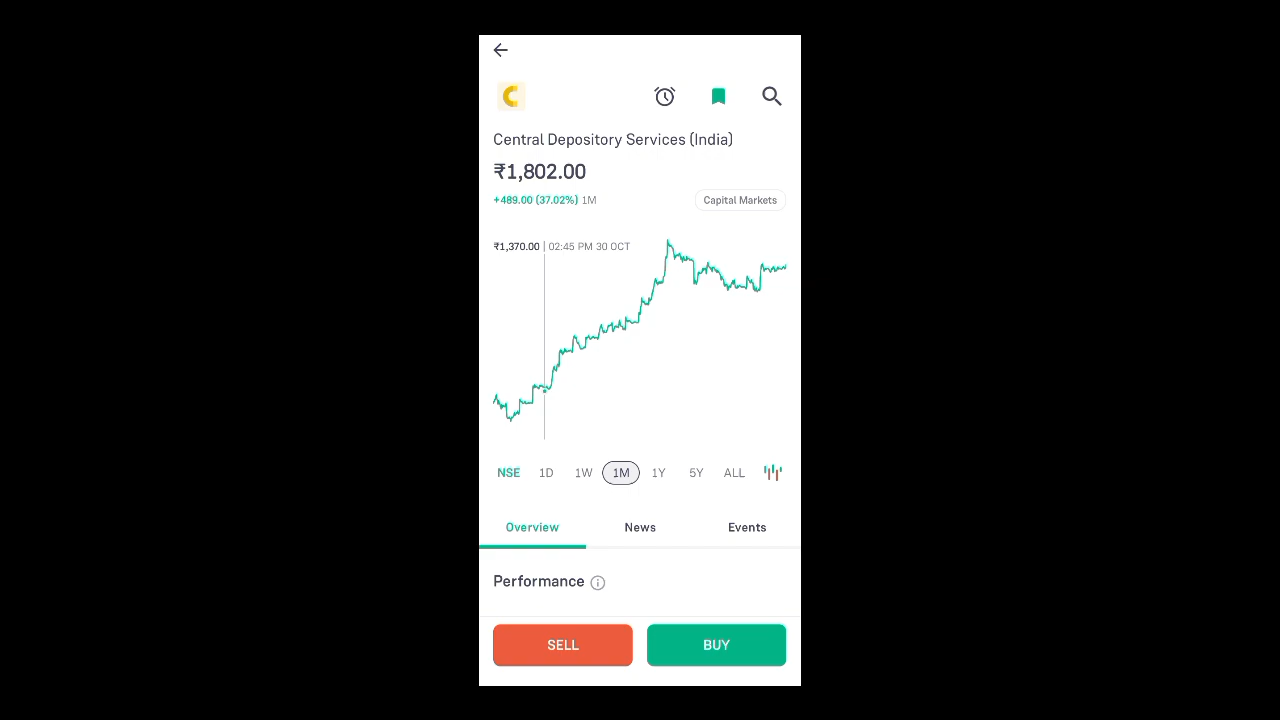 Central Depository Services (India)
₹1,802.00
+489.00 (37.02%) 1M
Capital Markets
₹1,370.00 | 02:45 PM 30 OCT
NSE 1D 1W 1M 1Y 5Y ALL
Overview News Events
Performance
SELL BUY